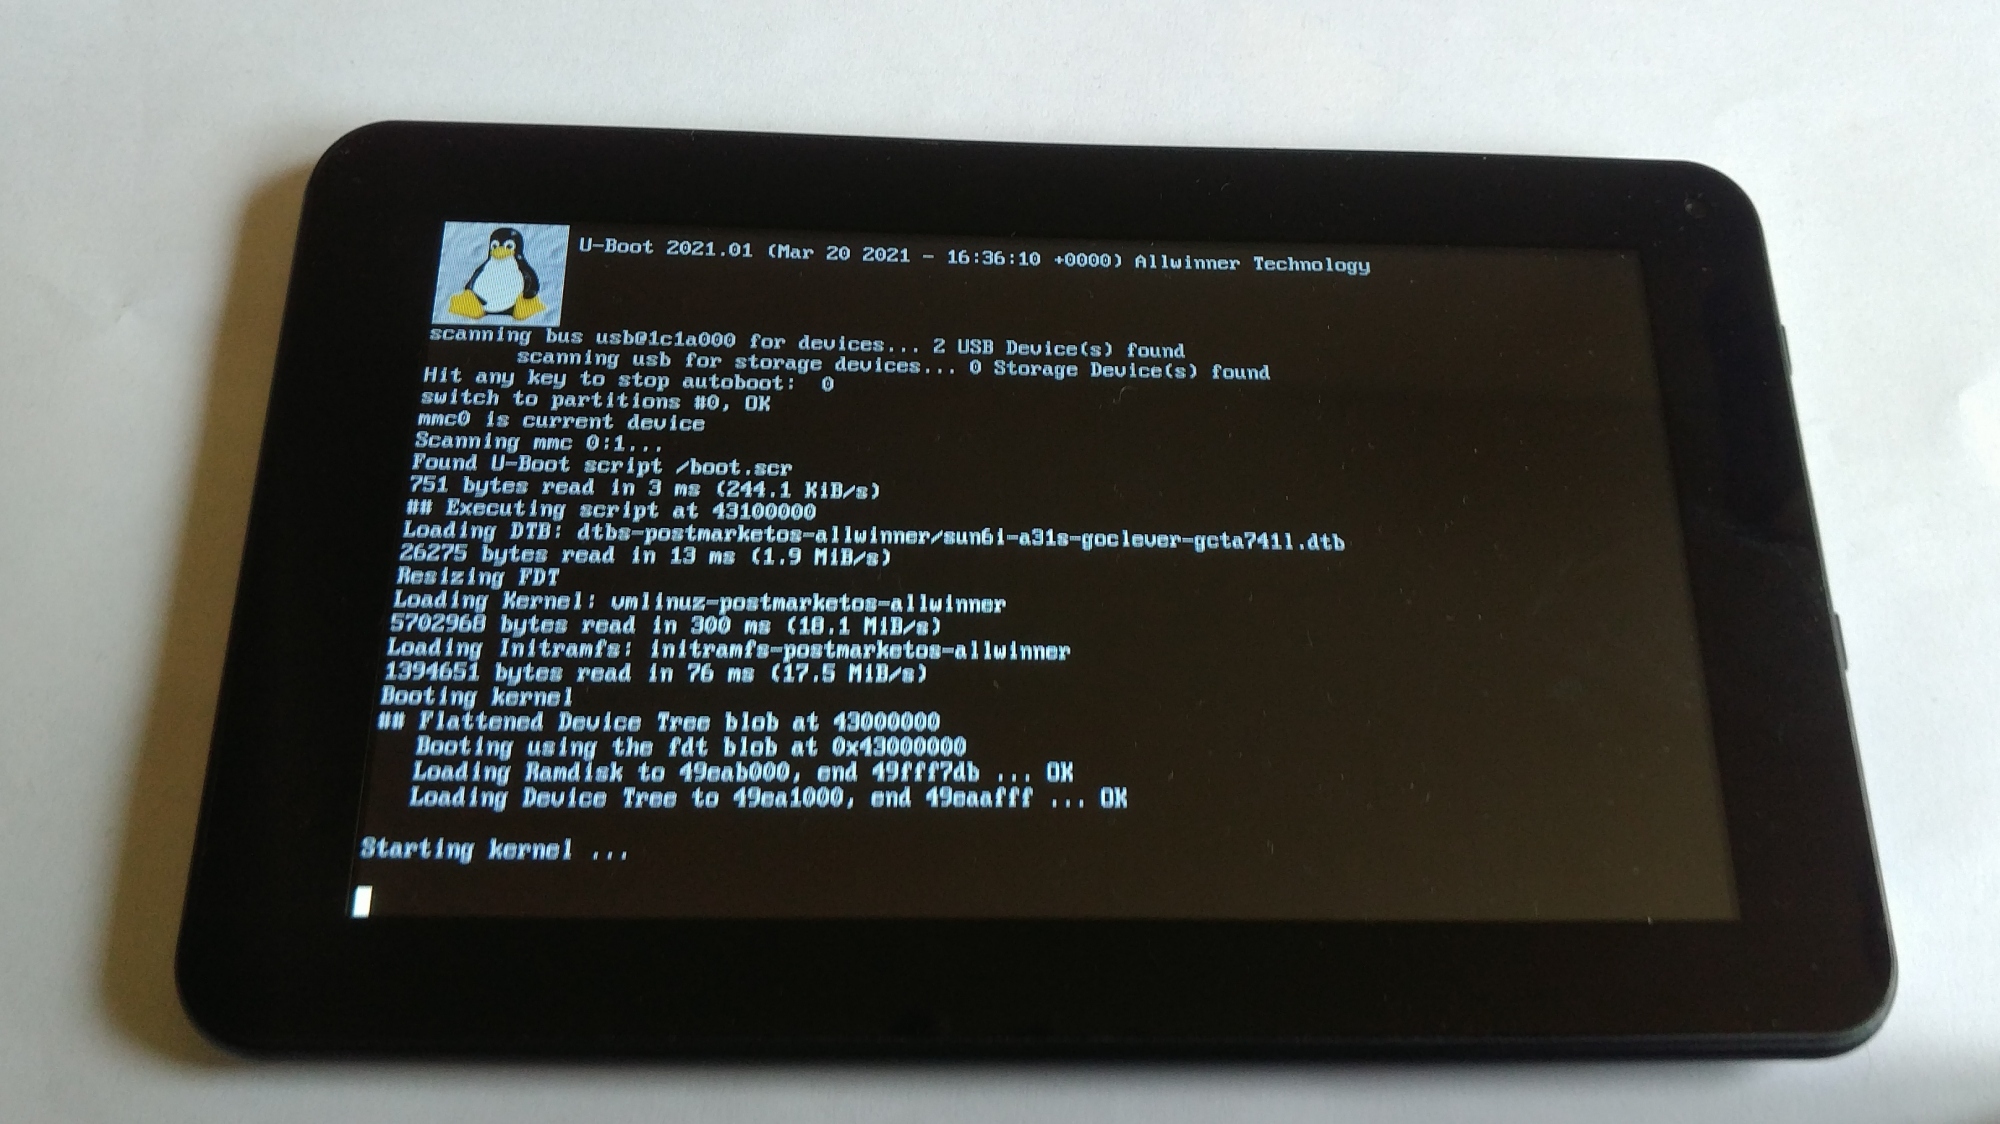 U-Boot 2021.01 (Mar 20 2021 - 16:36:10 +0000) Allwinner Technology
scanning bus usb@1c1a000 for devices... 2 USB Device(s) found
scanning usb for storage devices... 0 Storage Device(s) found
Hit any key to stop autoboot:  0
switch to partitions #0, OK
mmc0 is current device
Scanning mmc 0:1...
Found U-Boot script /boot.scr
751 bytes read in 3 ms (244.1 KiB/s)
## Executing script at 43100000
Loading DTB: dtbs-postmarketos-allwinner/sun6i-a31s-goclever-gcta741l.dtb
26275 bytes read in 13 ms (1.9 MiB/s)
Resizing FDT
Loading Kernel: vmlinuz-postmarketos-allwinner
5702968 bytes read in 300 ms (18.1 MiB/s)
Loading Initramfs: initramfs-postmarketos-allwinner
1394651 bytes read in 76 ms (17.5 MiB/s)
Booting kernel
## Flattened Device Tree blob at 43000000
Booting using the fdt blob at 0x43000000
Loading Ramdisk to 49eab000, end 49fff7db ... OK
Loading Device Tree to 49ea1000, end 49eaafff ... OK
Starting kernel ...